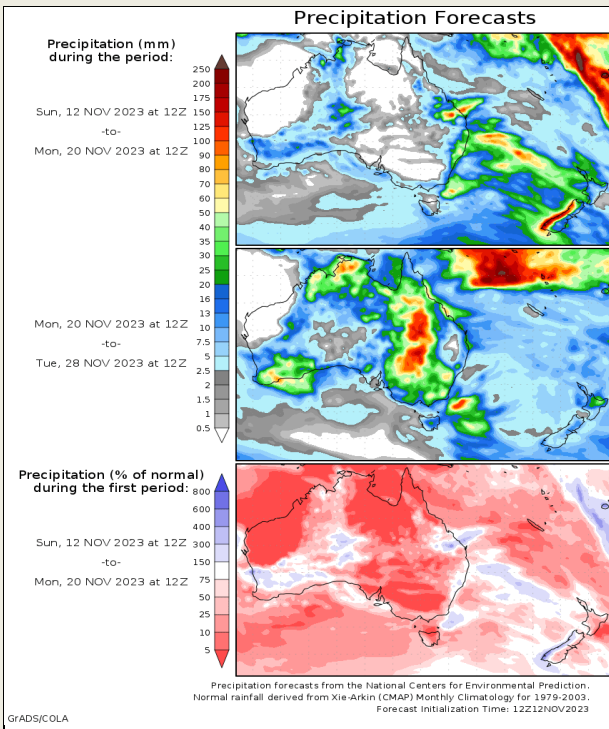 Precipitation Forecasts
Precipitation (mm)
during the period:
Sun, 12 NOV 2023 at 12Z
-to-
Mon, 20 NOV 2023 at 12Z
250
200
175
150
125
100
90
80
70
60
50
40
35
30
25
20
16
13
10
7.5
5
2.5
2
1.5
1
0.5
Mon, 20 NOV 2023 at 12Z
-to-
Tue, 28 NOV 2023 at 12Z
Precipitation (% of normal)
during the first period:
Sun, 12 NOV 2023 at 12Z
-to-
Mon, 20 NOV 2023 at 12Z
800
600
400
300
150
75
50
25
10
5
Precipitation forecasts from the National Centers for Environmental Prediction.
Normal rainfall derived from Xie-Arkin (CMAP) Monthly Climatology for 1979-2003.
Forecast Initialization Time: 12Z12NOV2023
GrADS/COLA